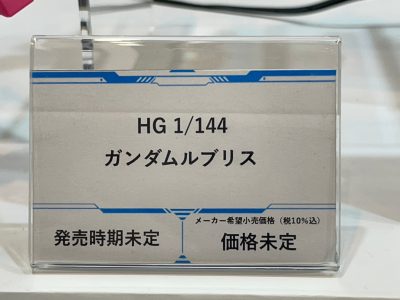 HG 1/144
ガンダムルブリス
発売時期未定
メーカー希望小売価格（税10%込）
価格未定